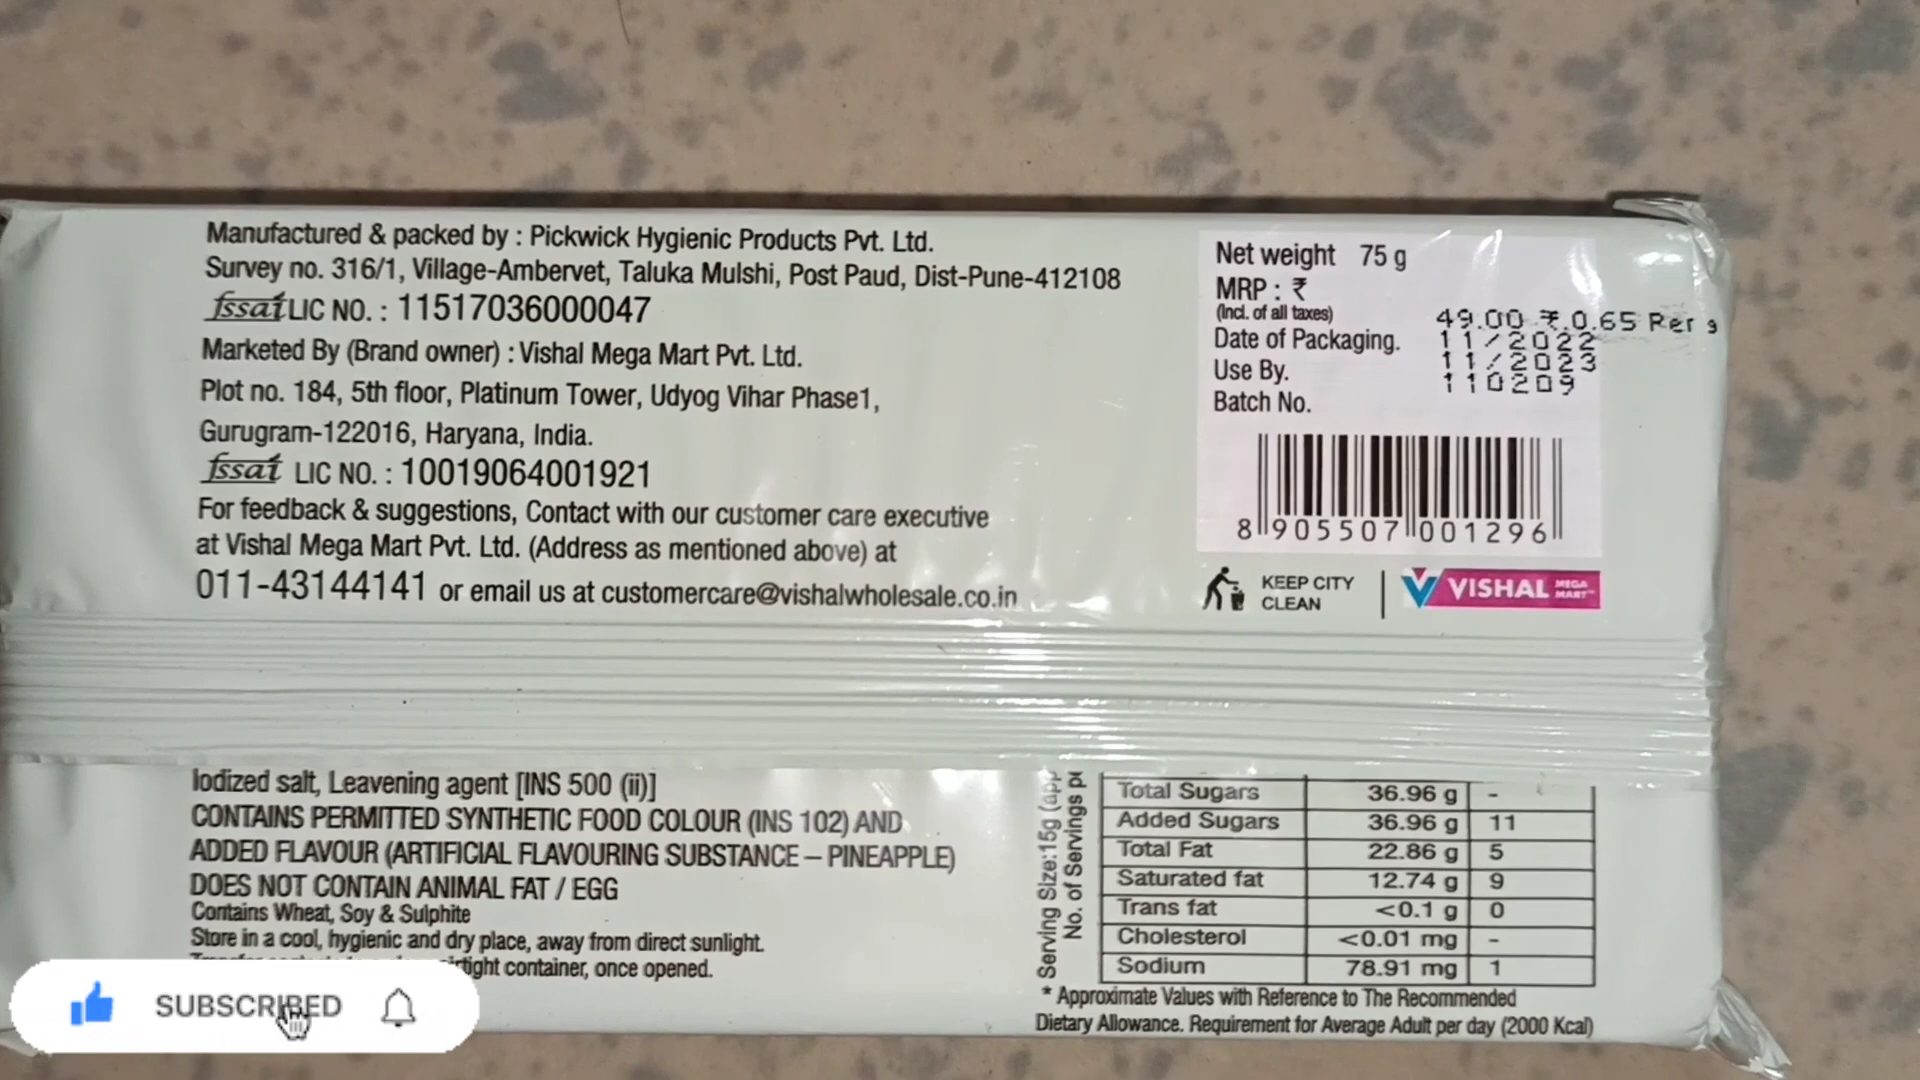 Manufactured & packed by : Pickwick Hygienic Products Pvt. Ltd.
Survey no. 316/1, Village-Ambervet, Taluka Mulshi, Post Paud, Dist-Pune-412108
fssai LIC NO. : 11517036000047
Marketed By (Brand owner) : Vishal Mega Mart Pvt. Ltd.
Plot no. 184, 5th floor, Platinum Tower, Udyog Vihar Phase1,
Gurugram-122016, Haryana, India.
fssai LIC NO. : 10019064001921
For feedback & suggestions, Contact with our customer care executive
at Vishal Mega Mart Pvt. Ltd. (Address as mentioned above) at
011-43144141 or email us at customercare@vishalwholesale.co.in
Net weight 75 g
MRP : ₹
(Incl. of all taxes)
Date of Packaging.
Use By.
Batch No.
49.00 ₹.0.65 Per g
11/2022
11/2023
110209
8 905507 001296
KEEP CITY
CLEAN
VISHAL MEGA MART
Iodized salt, Leavening agent [INS 500 (ii)]
CONTAINS PERMITTED SYNTHETIC FOOD COLOUR (INS 102) AND
ADDED FLAVOUR (ARTIFICIAL FLAVOURING SUBSTANCE – PINEAPPLE)
DOES NOT CONTAIN ANIMAL FAT / EGG
Contains Wheat, Soy & Sulphite
Store in a cool, hygienic and dry place, away from direct sunlight.
container, once opened.
Serving Size:15g
No. of Servings
Total Sugars 36.96 g -
Added Sugars 36.96 g 11
Total Fat 22.86 g 5
Saturated fat 12.74 g 9
Trans fat <0.1 g 0
Cholesterol <0.01 mg -
Sodium 78.91 mg 1
* Approximate Values with Reference to The Recommended
Dietary Allowance. Requirement for Average Adult per day (2000 Kcal)
SUBSCRIBED